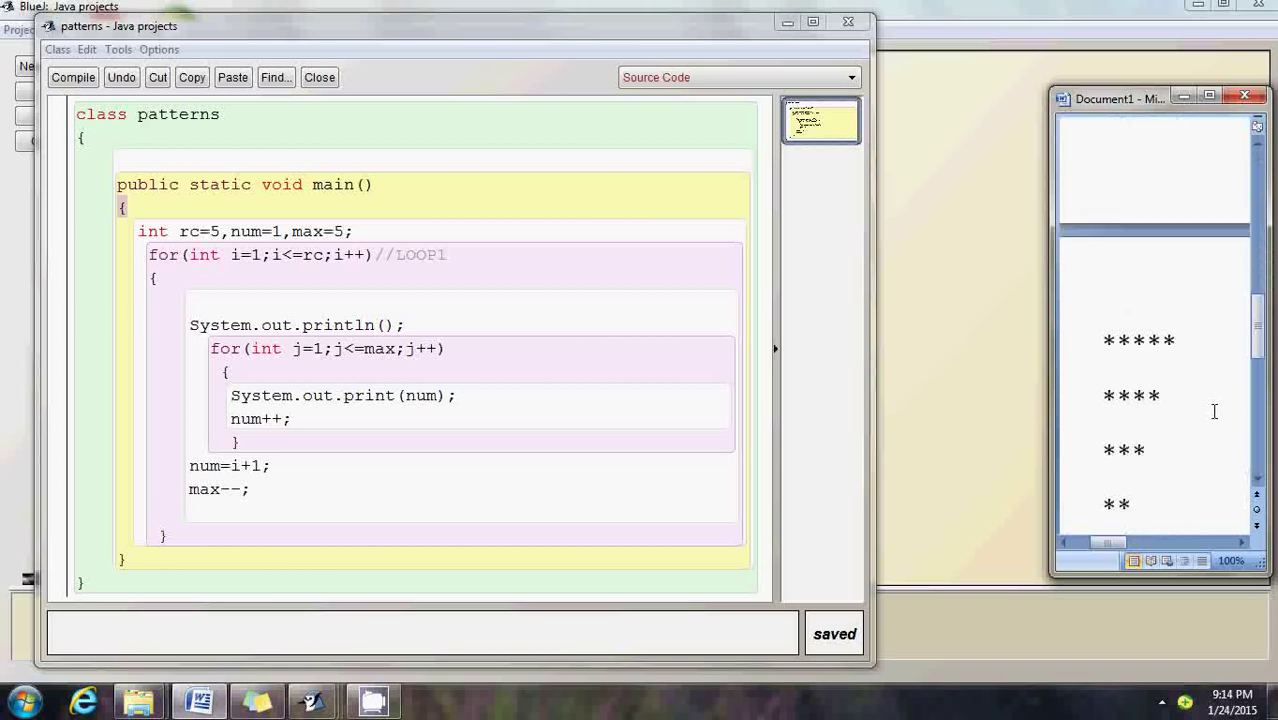 BlueJ: Java projects
patterns - Java projects
Class Edit Tools Options
Compile Undo Cut Copy Paste Find... Close
Source Code
class patterns
{
public static void main()
{
int rc=5,num=1,max=5;
for(int i=1;i<=rc;i++)//LOOP1
{
System.out.println();
for(int j=1;j<=max;j++)
{
System.out.print(num);
num++;
}
num=i+1;
max--;
}
}
}
saved
Document1 - Mi...
*****
****
***
**
100%
9:14 PM
1/24/2015